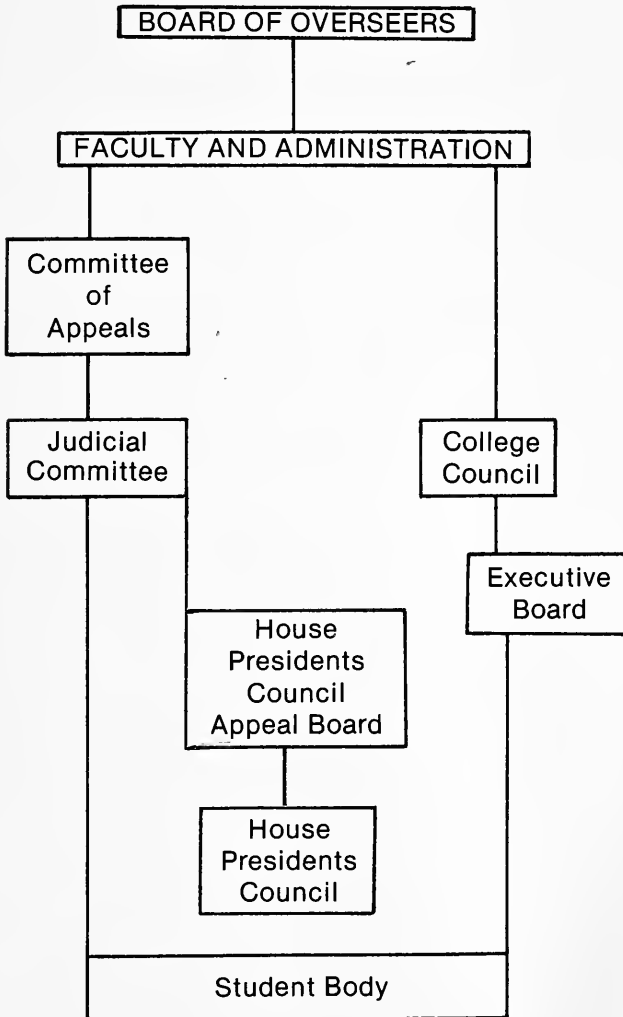 BOARD OF OVERSEERS
FACULTY AND ADMINISTRATION
Committee
of
Appeals
Judicial
Committee
College
Council
Executive
Board
House
Presidents
Council
Appeal Board
House
Presidents
Council
Student Body